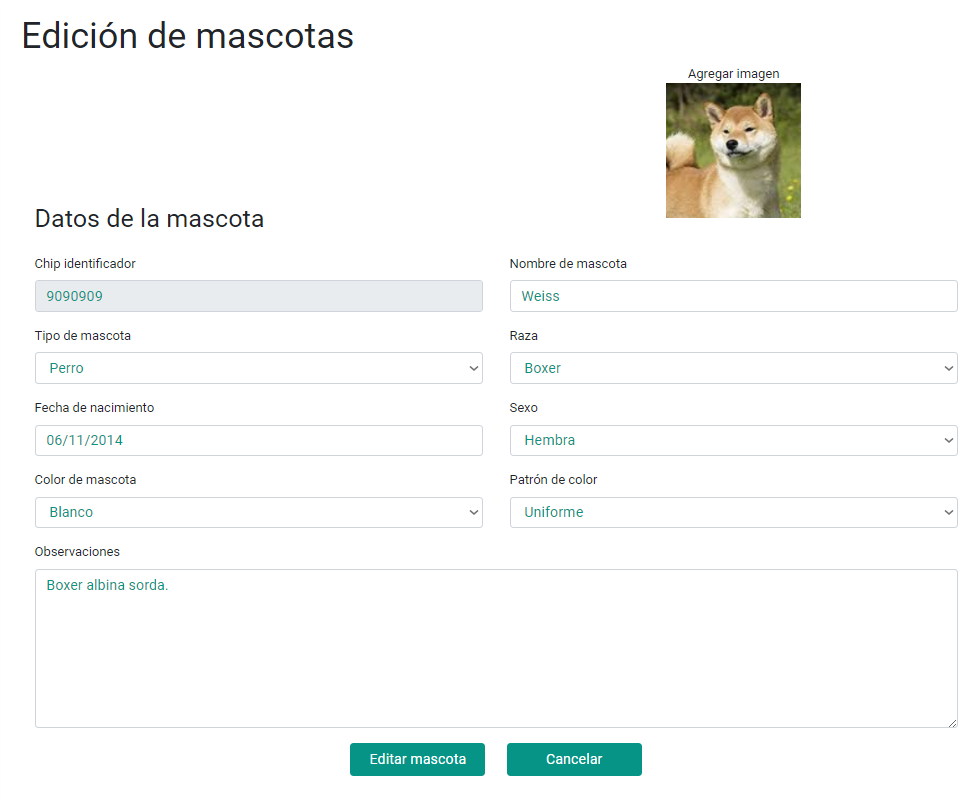 Edición de mascotas
Agregar imagen
Datos de la mascota
Chip identificador
Nombre de mascota
9090909
Weiss
Tipo de mascota
Raza
Perro
Boxer
Fecha de nacimiento
Sexo
06/11/2014
Hembra
Color de mascota
Patrón de color
Blanco
Uniforme
Observaciones
Boxer albina sorda.
Editar mascota
Cancelar